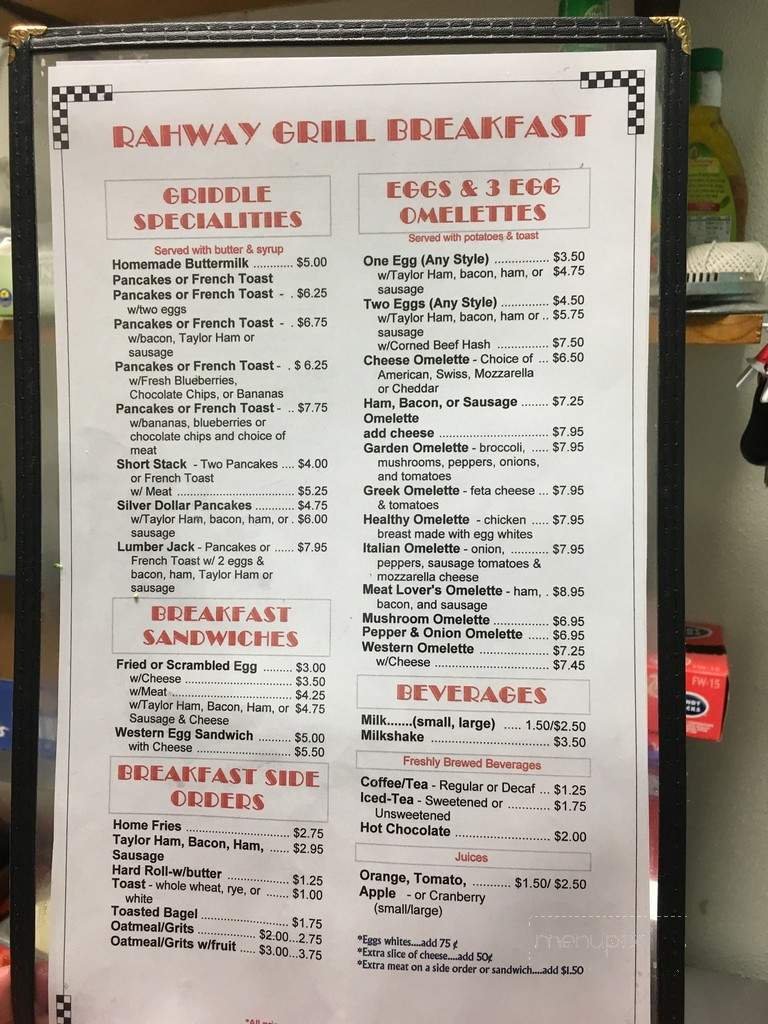 RAHWAY GRILL BREAKFAST
GRIDDLE
SPECIALITIES
Served with butter & syrup
Homemade Buttermilk ............ $5.00
Pancakes or French Toast
Pancakes or French Toast - . $6.25
w/two eggs
Pancakes or French Toast - . $6.75
w/bacon, Taylor Ham or
sausage
Pancakes or French Toast - . $ 6.25
w/Fresh Blueberries,
Chocolate Chips, or Bananas
Pancakes or French Toast - .. $7.75
w/bananas, blueberries or
chocolate chips and choice of
meat
Short Stack - Two Pancakes .... $4.00
or French Toast
w/ Meat ..................................... $5.25
Silver Dollar Pancakes ............ $4.75
w/Taylor Ham, bacon, ham, or . $6.00
sausage
Lumber Jack - Pancakes or ...... $7.95
French Toast w/ 2 eggs &
bacon, ham, Taylor Ham or
sausage
BREAKFAST
SANDWICHES
Fried or Scrambled Egg ......... $3.00
w/Cheese ................................... $3.50
w/Meat ...................................... $4.25
w/Taylor Ham, Bacon, Ham, or $4.75
Sausage & Cheese
Western Egg Sandwich .......... $5.00
with Cheese ............................ $5.50
BREAKFAST SIDE
ORDERS
Home Fries ................................ $2.75
Taylor Ham, Bacon, Ham, ...... $2.95
Sausage
Hard Roll-w/butter ................... $1.25
Toast - whole wheat, rye, or ....... $1.00
white
Toasted Bagel .......................... $1.75
Oatmeal/Grits .................. $2.00...2.75
Oatmeal/Grits w/fruit ..... $3.00...3.75
EGGS & 3 EGG
OMELETTES
Served with potatoes & toast
One Egg (Any Style) ................ $3.50
w/Taylor Ham, bacon, ham, or $4.75
sausage
Two Eggs (Any Style) .............. $4.50
w/Taylor Ham, bacon, ham or .. $5.75
sausage
w/Corned Beef Hash ............... $7.50
Cheese Omelette - Choice of ... $6.50
American, Swiss, Mozzarella
or Cheddar
Ham, Bacon, or Sausage ........ $7.25
Omelette
add cheese ................................ $7.95
Garden Omelette - broccoli, ..... $7.95
mushrooms, peppers, onions,
and tomatoes
Greek Omelette - feta cheese ... $7.95
& tomatoes
Healthy Omelette - chicken ..... $7.95
breast made with egg whites
Italian Omelette - onion, ........... $7.95
peppers, sausage tomatoes &
mozzarella cheese
Meat Lover's Omelette - ham, . $8.95
bacon, and sausage
Mushroom Omelette ................ $6.95
Pepper & Onion Omelette ...... $6.95
Western Omelette .................... $7.25
w/Cheese .................................. $7.45
BEVERAGES
Milk.......(small, large) ..... 1.50/$2.50
Milkshake ................................... $3.50
Freshly Brewed Beverages
Coffee/Tea - Regular or Decaf ... $1.25
Iced-Tea - Sweetened or ............ $1.75
Unsweetened
Hot Chocolate ............................ $2.00
Juices
Orange, Tomato, ........... $1.50/ $2.50
Apple - or Cranberry
(small/large)
*Eggs whites....add 75 ¢
*Extra slice of cheese....add 50¢
*Extra meat on a side order or sandwich....add $1.50
menupix
FW-15